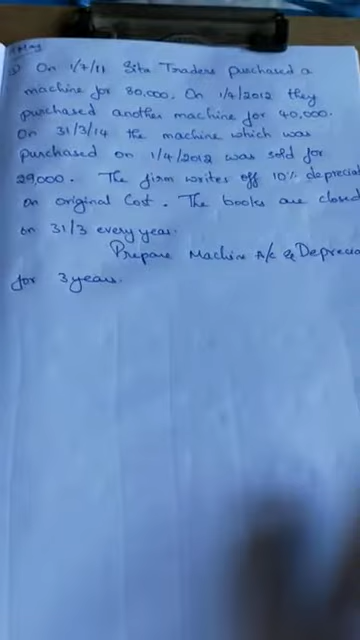 1 May
1) On 1/7/11 Sita Traders purchased a
machine for 80,000. On 1/4/2012 they
purchased another machine for 40,000.
On 31/3/14 the machine which was
purchased on 1/4/2012 was sold for
29,000. The firm writes off 10% depreciat
on original Cost. The books are closed
on 31/3 every year.
Prepare Machine A/c & Deprecia
for 3 years.